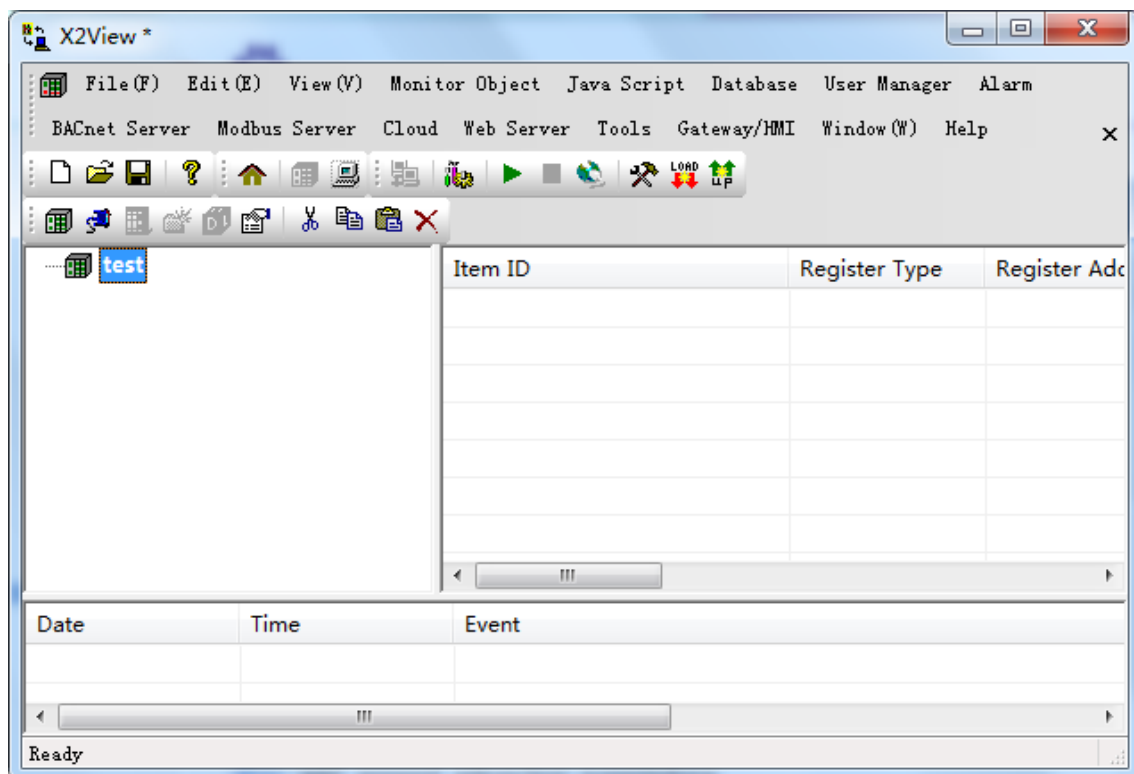 X2View *
File(F) Edit(E) View(V) Monitor Object Java Script Database User Manager Alarm
BACnet Server Modbus Server Cloud Web Server Tools Gateway/HMI Window(W) Help
LOAD UP
test
Item ID Register Type Register Add
Date Time Event
Ready